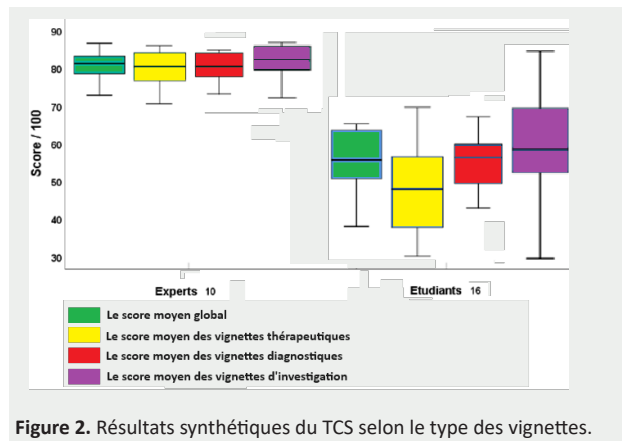 90
80
70
60
50
40
30
Score / 100
Experts 10
Etudiants 16
Le score moyen global
Le score moyen des vignettes thérapeutiques
Le score moyen des vignettes diagnostiques
Le score moyen des vignettes d'investigation
Figure 2. Résultats synthétiques du TCS selon le type des vignettes.